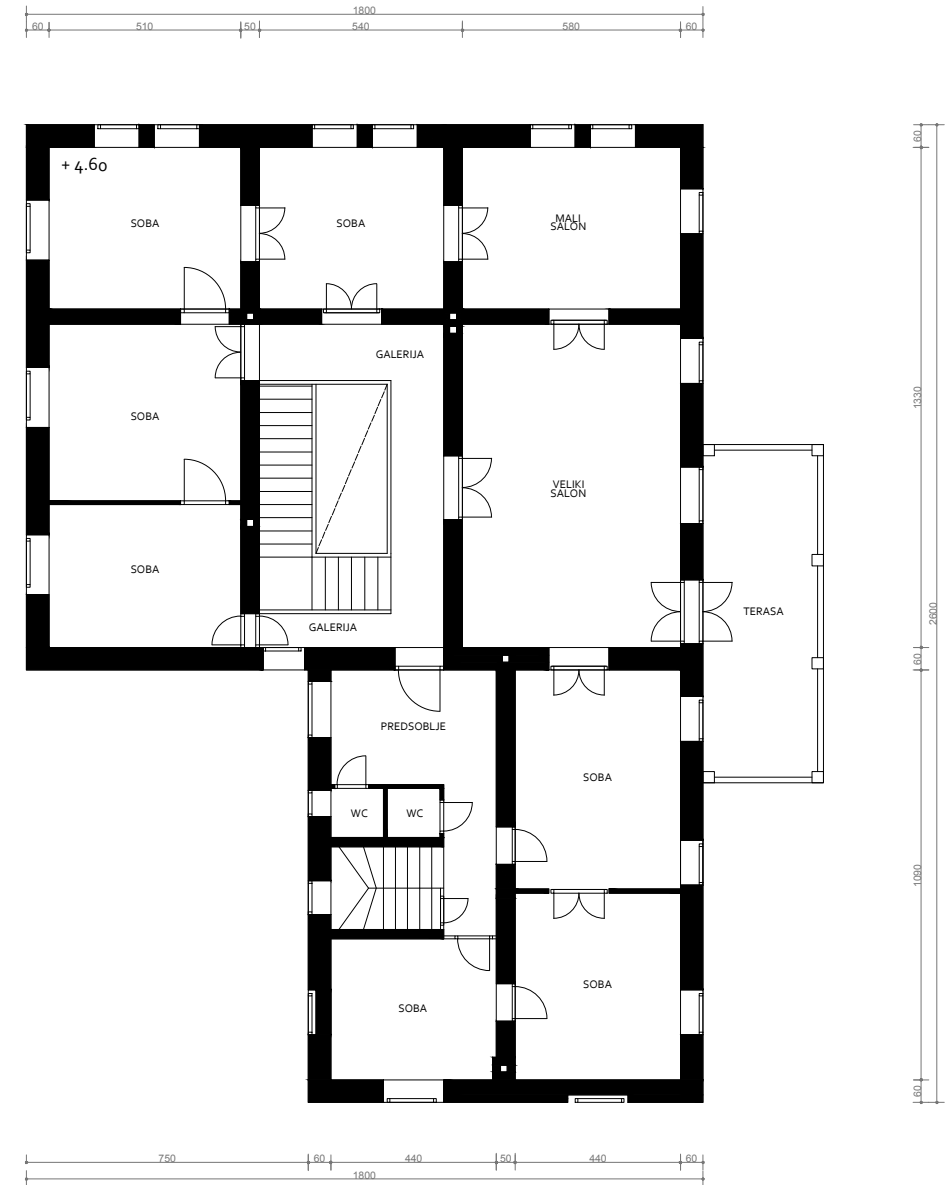 1800
60 510 50 540 580 60
+ 4.60
60
SOBA
SOBA
MALI
SALON
GALERIJA
1330
SOBA
VELIKI
SALON
SOBA
GALERIJA
TERASA
2600
60
PREDSOBLJE
SOBA
WC
WC
1090
SOBA
SOBA
60
750 60 440 50 440 60
1800